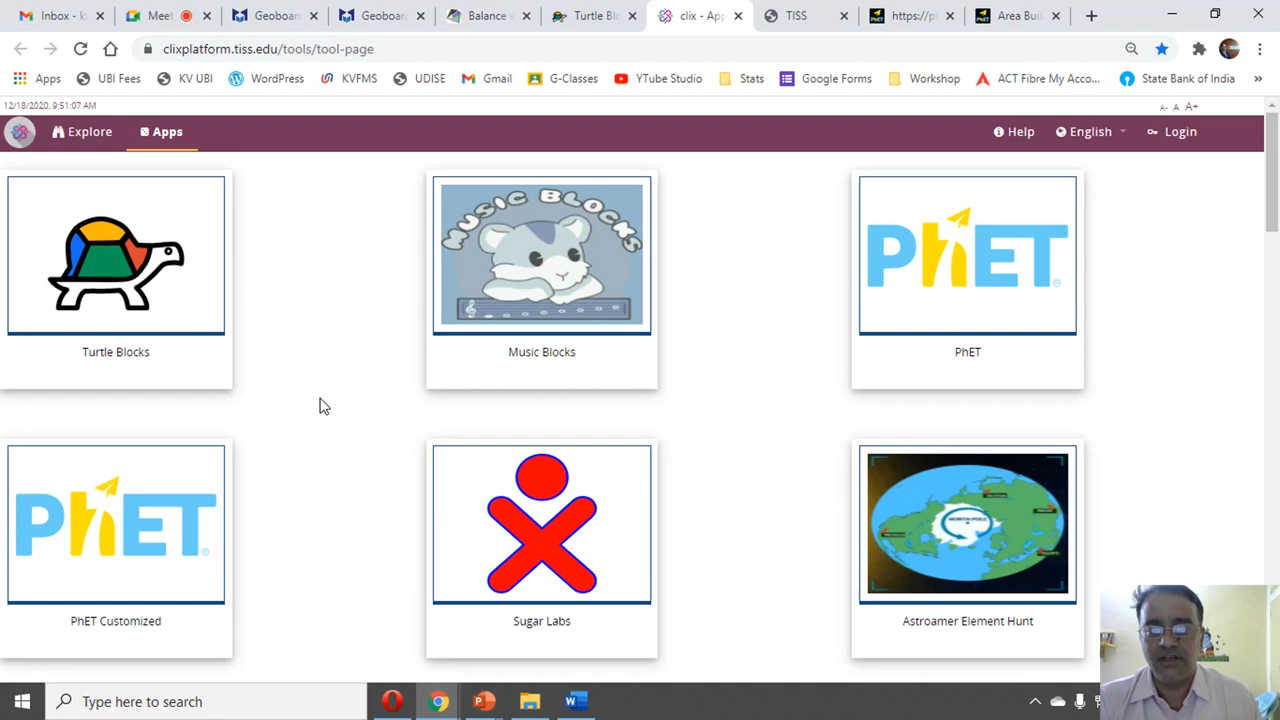 Inbox - k
Meet
Geoboar
Geoboar
Balance v
Turtle Blo
clix - App
TISS
https://pl
Area Buil
clixplatform.tiss.edu/tools/tool-page
Apps
UBI Fees
KV UBI
WordPress
KVFMS
UDISE
Gmail
G-Classes
YTube Studio
Stats
Google Forms
Workshop
ACT Fibre My Acco...
State Bank of India
»
12/18/2020, 9:51:07 AM
A- A A+
Explore
Apps
Help
English
Login
MUSIC BLOCKS
PhET
Turtle Blocks
Music Blocks
PhET
PhET
NORTH POLE
PhET Customized
Sugar Labs
Astroamer Element Hunt
Type here to search